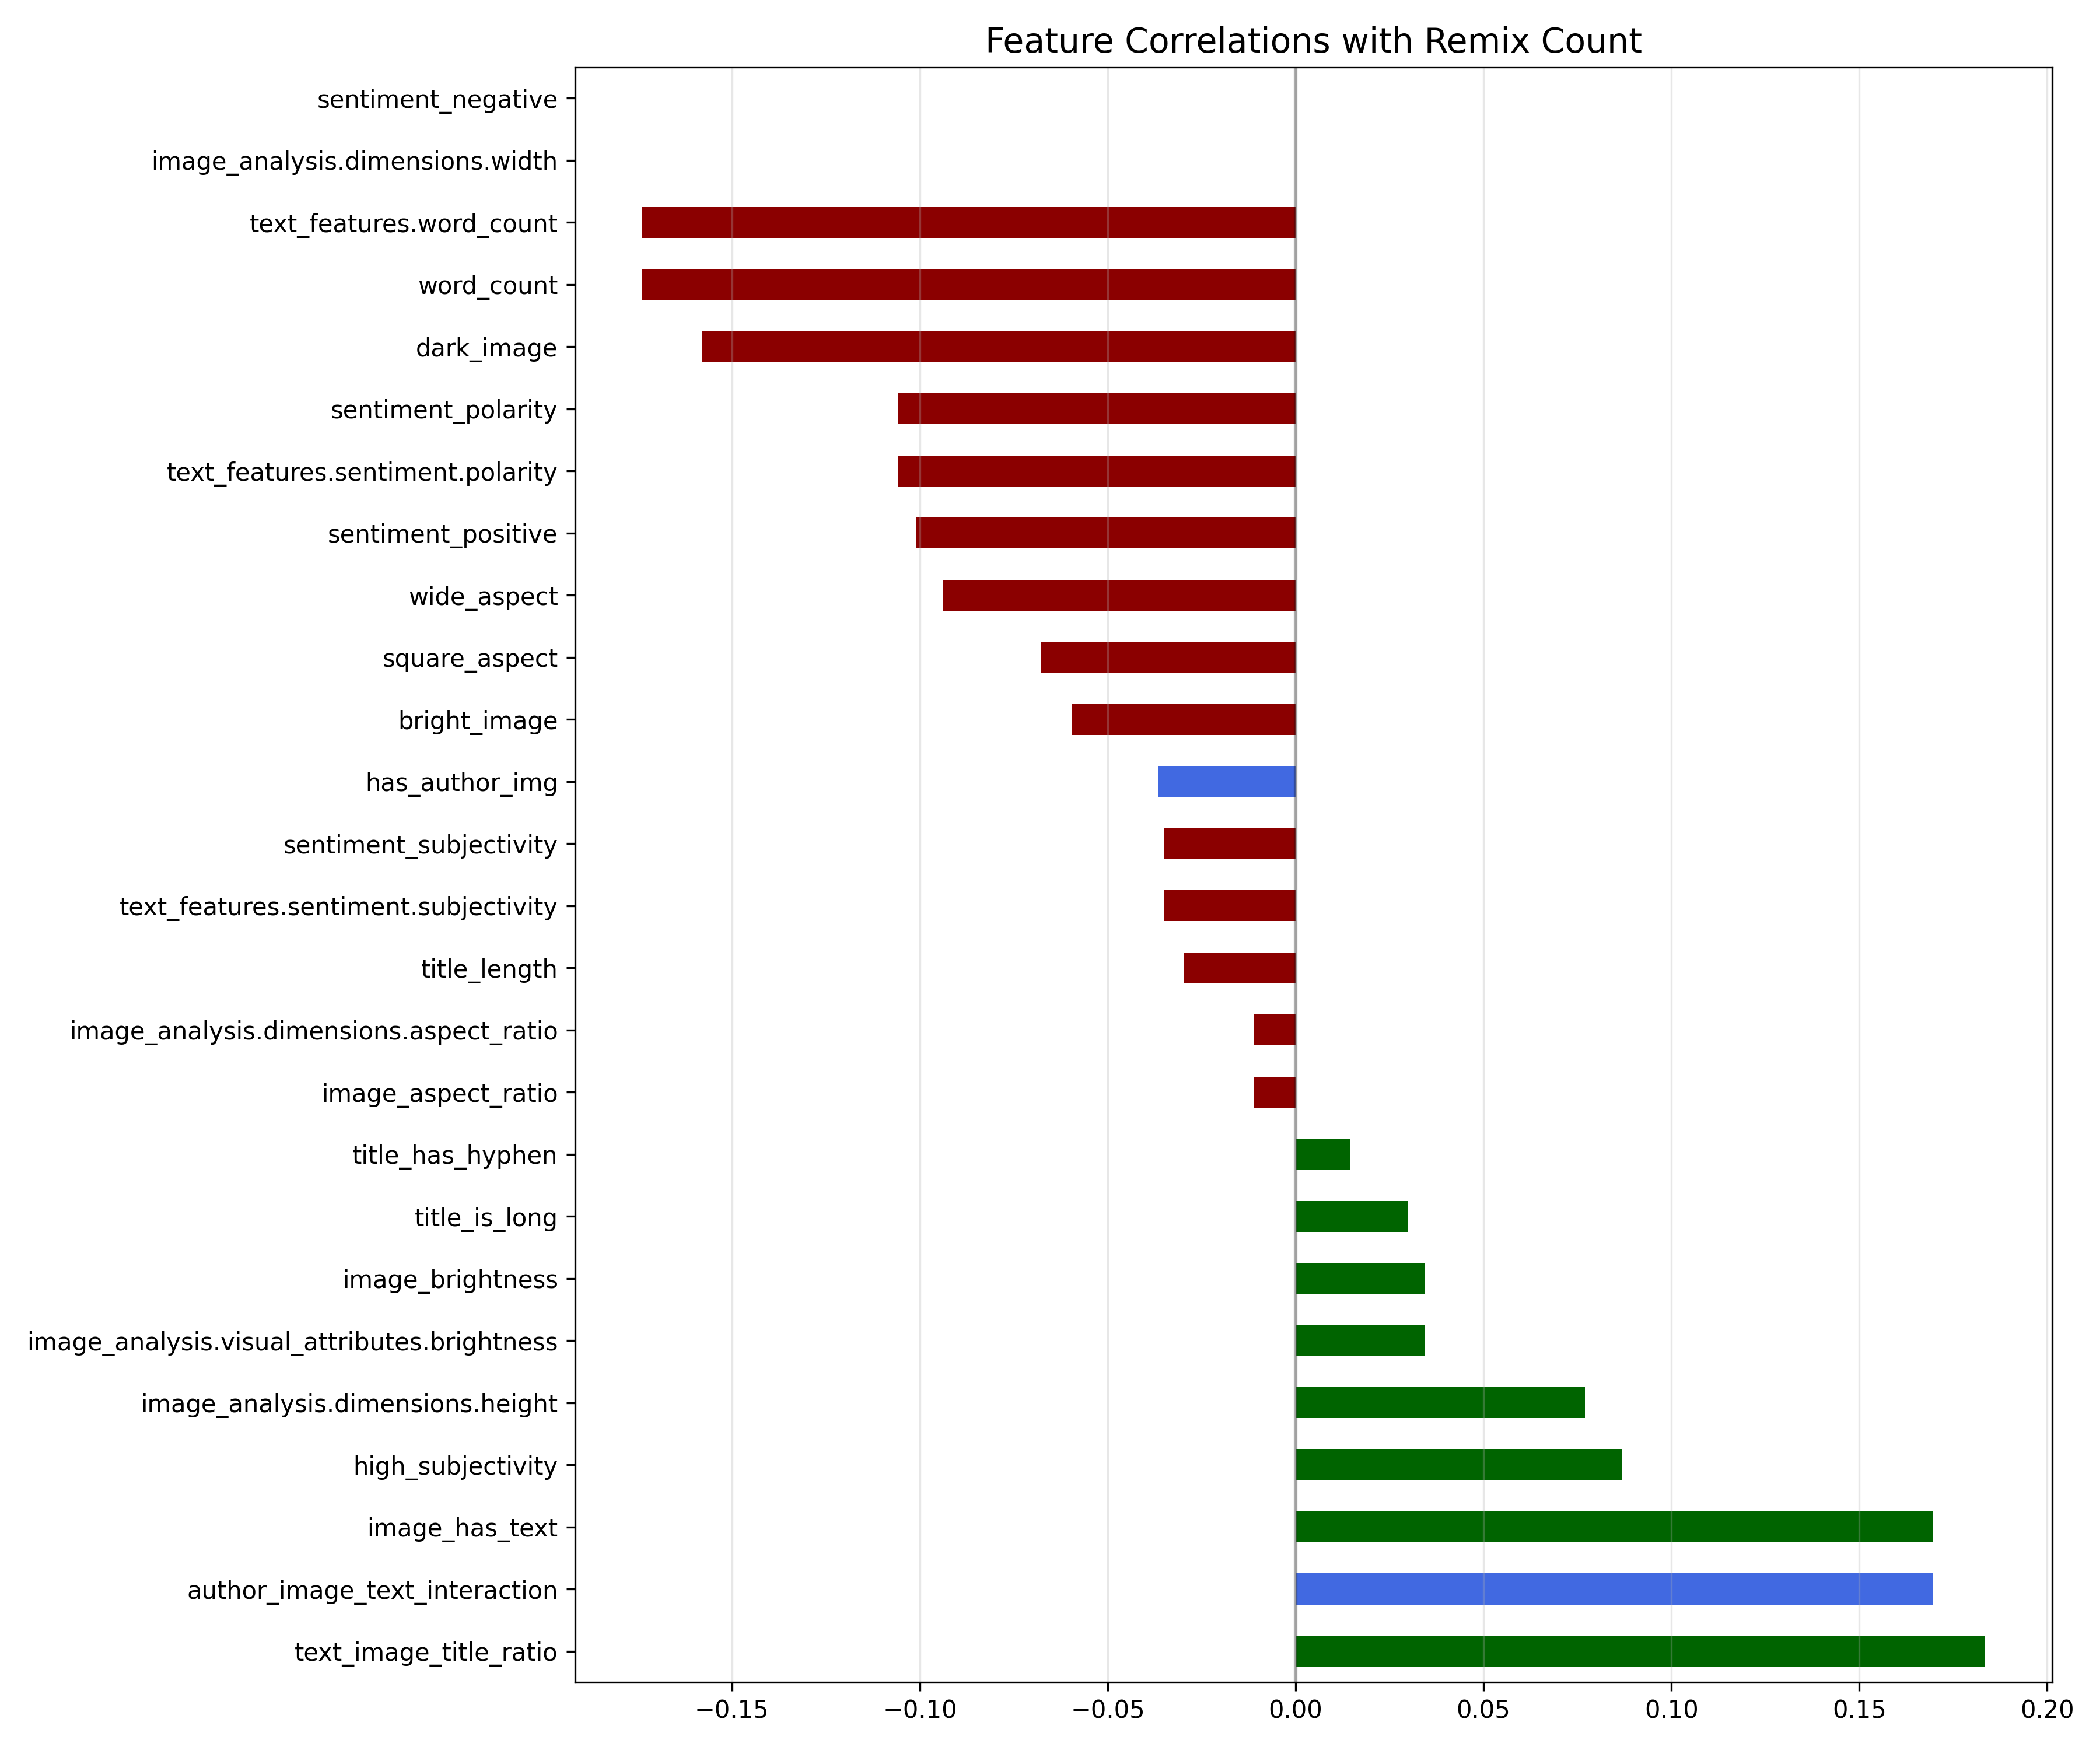 Feature Correlations with Remix Count
sentiment_negative
image_analysis.dimensions.width
text_features.word_count
word_count
dark_image
sentiment_polarity
text_features.sentiment.polarity
sentiment_positive
wide_aspect
square_aspect
bright_image
has_author_img
sentiment_subjectivity
text_features.sentiment.subjectivity
title_length
image_analysis.dimensions.aspect_ratio
image_aspect_ratio
title_has_hyphen
title_is_long
image_brightness
image_analysis.visual_attributes.brightness
image_analysis.dimensions.height
high_subjectivity
image_has_text
author_image_text_interaction
text_image_title_ratio
−0.15 −0.10 −0.05 0.00 0.05 0.10 0.15 0.20